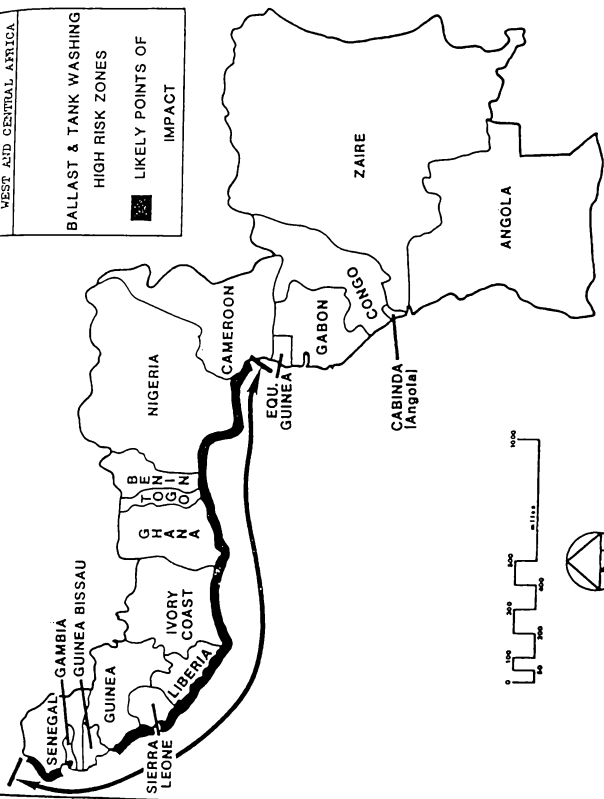 WEST AND CENTRAL AFRICA
BALLAST & TANK WASHING
HIGH RISK ZONES
LIKELY POINTS OF
IMPACT
SENEGAL
GAMBIA
GUINEA BISSAU
GUINEA
SIERRA
LEONE
LIBERIA
IVORY
COAST
GHANA
TOGO
BENIN
NIGERIA
CAMEROON
EQU.
GUINEA
GABON
CONGO
CABINDA
(Angola)
ZAIRE
ANGOLA
0 100 300 500 1000
miles
50 200 400